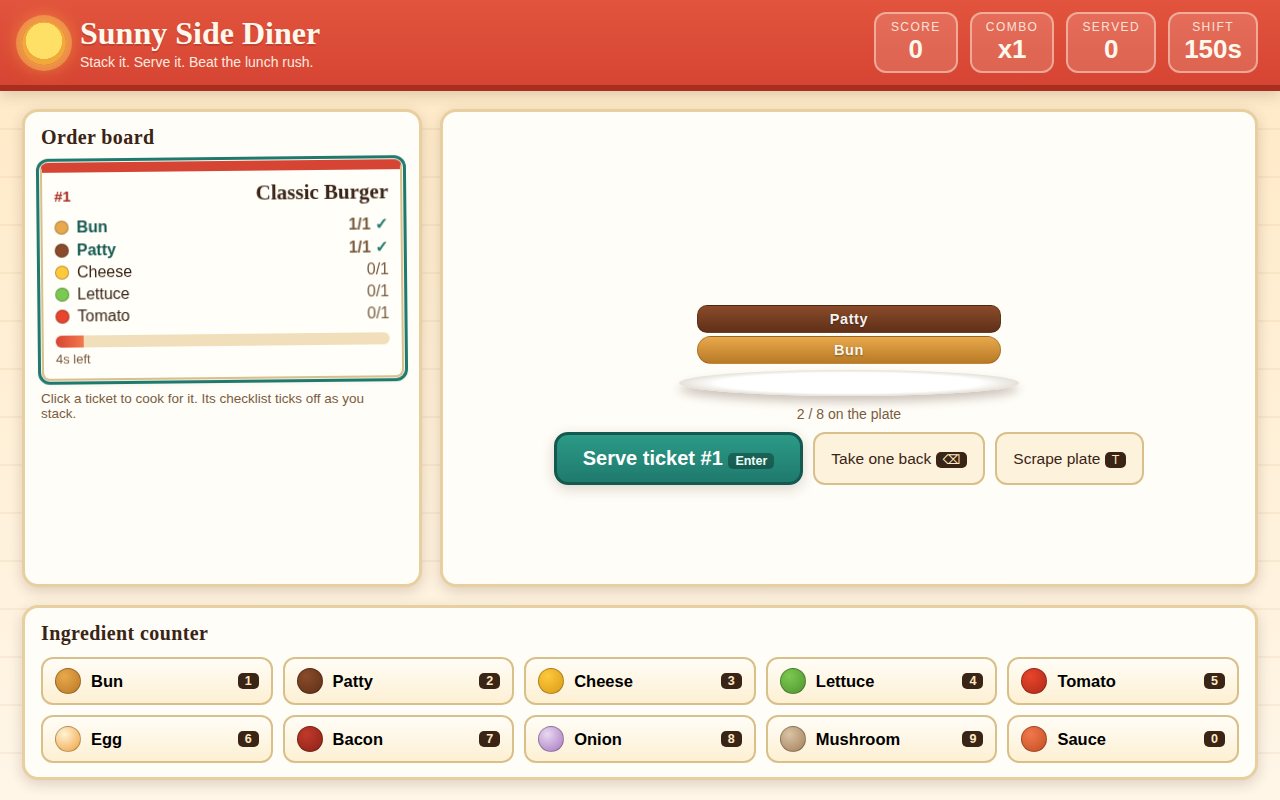 Sunny Side Diner
Stack it. Serve it. Beat the lunch rush.
SCORE
0
COMBO
x1
SERVED
0
SHIFT
150s
Order board
#1 Classic Burger
Bun 1/1 ✓
Patty 1/1 ✓
Cheese 0/1
Lettuce 0/1
Tomato 0/1
4s left
Click a ticket to cook for it. Its checklist ticks off as you
stack.
Patty
Bun
2 / 8 on the plate
Serve ticket #1 Enter
Take one back ⌫
Scrape plate T
Ingredient counter
Bun 1
Patty 2
Cheese 3
Lettuce 4
Tomato 5
Egg 6
Bacon 7
Onion 8
Mushroom 9
Sauce 0